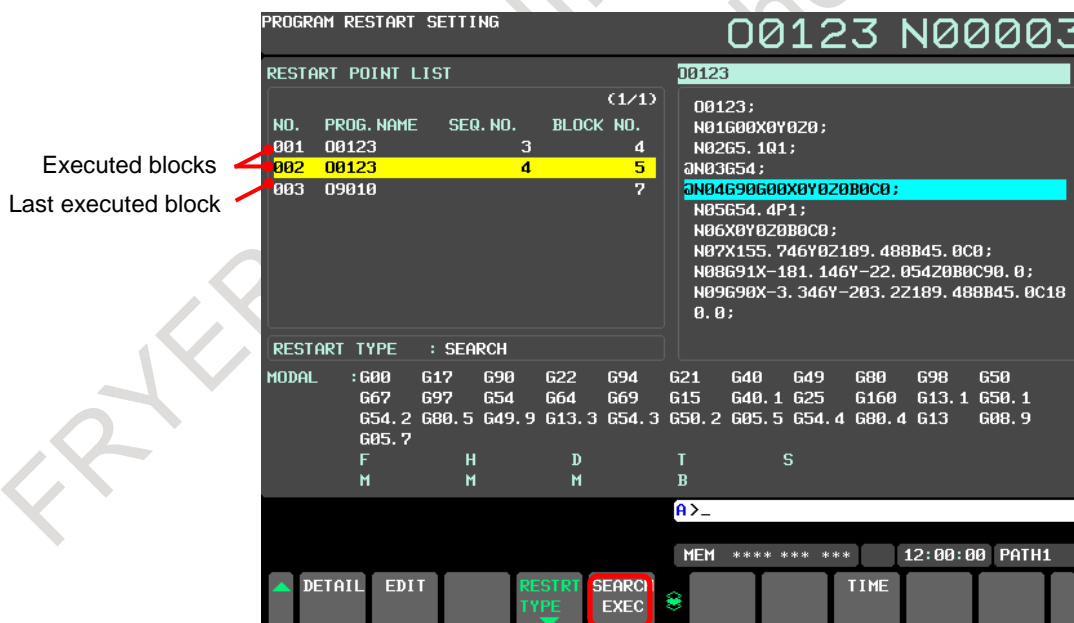 PROGRAM RESTART SETTING
O0123 N00003
RESTART POINT LIST
(1/1)
NO. PROG.NAME SEQ.NO. BLOCK NO.
001 O0123 3 4
002 O0123 4 5
003 O9010 7
Executed blocks
Last executed block
O0123
O0123;
N01G00X0Y0Z0;
N02G5.1Q1;
@N03G54;
@N04G90G00X0Y0Z0B0C0;
N05G54.4P1;
N06X0Y0Z0B0C0;
N07X155.746Y0Z189.488B45.0C0;
N08G91X-181.146Y-22.054Z0B0C90.0;
N09G90X-3.346Y-203.2Z189.488B45.0C18
0.0;
RESTART TYPE : SEARCH
MODAL :G00 G17 G90 G22 G94 G21 G40 G49 G80 G98 G50
G67 G97 G54 G64 G69 G15 G40.1 G25 G160 G13.1 G50.1
G54.2 G80.5 G49.9 G13.3 G54.3 G50.2 G05.5 G54.4 G80.4 G13 G08.9
G05.7
F H D T S
M M M B
A>_
MEM **** *** *** 12:00:00 PATH1
DETAIL EDIT RESTRT TYPE SEARCH EXEC TIME
FRYER